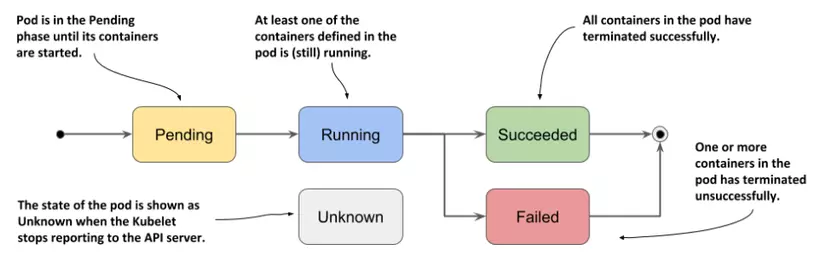 Pod is in the Pending
phase until its containers
are started.
At least one of the
containers defined in the
pod is (still) running.
All containers in the pod have
terminated successfully.
Pending
Running
Succeeded
One or more
containers in the
pod has terminated
unsuccessfully.
The state of the pod is shown as
Unknown when the Kubelet
stops reporting to the API server.
Unknown
Failed